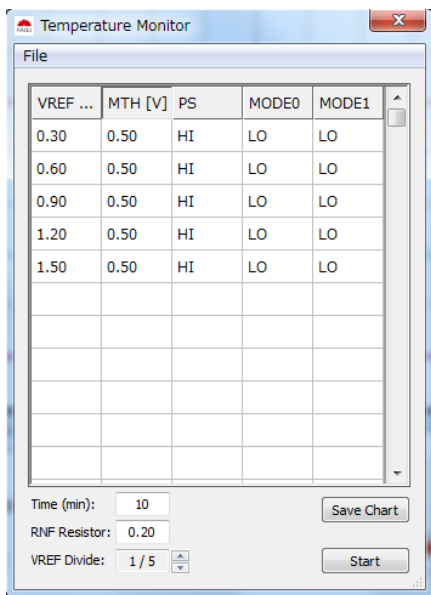 Temperature Monitor
File
VREF ... MTH [V] PS MODE0 MODE1
0.30 0.50 HI LO LO
0.60 0.50 HI LO LO
0.90 0.50 HI LO LO
1.20 0.50 HI LO LO
1.50 0.50 HI LO LO
Time (min): 10 Save Chart
RNF Resistor: 0.20
VREF Divide: 1 / 5 Start